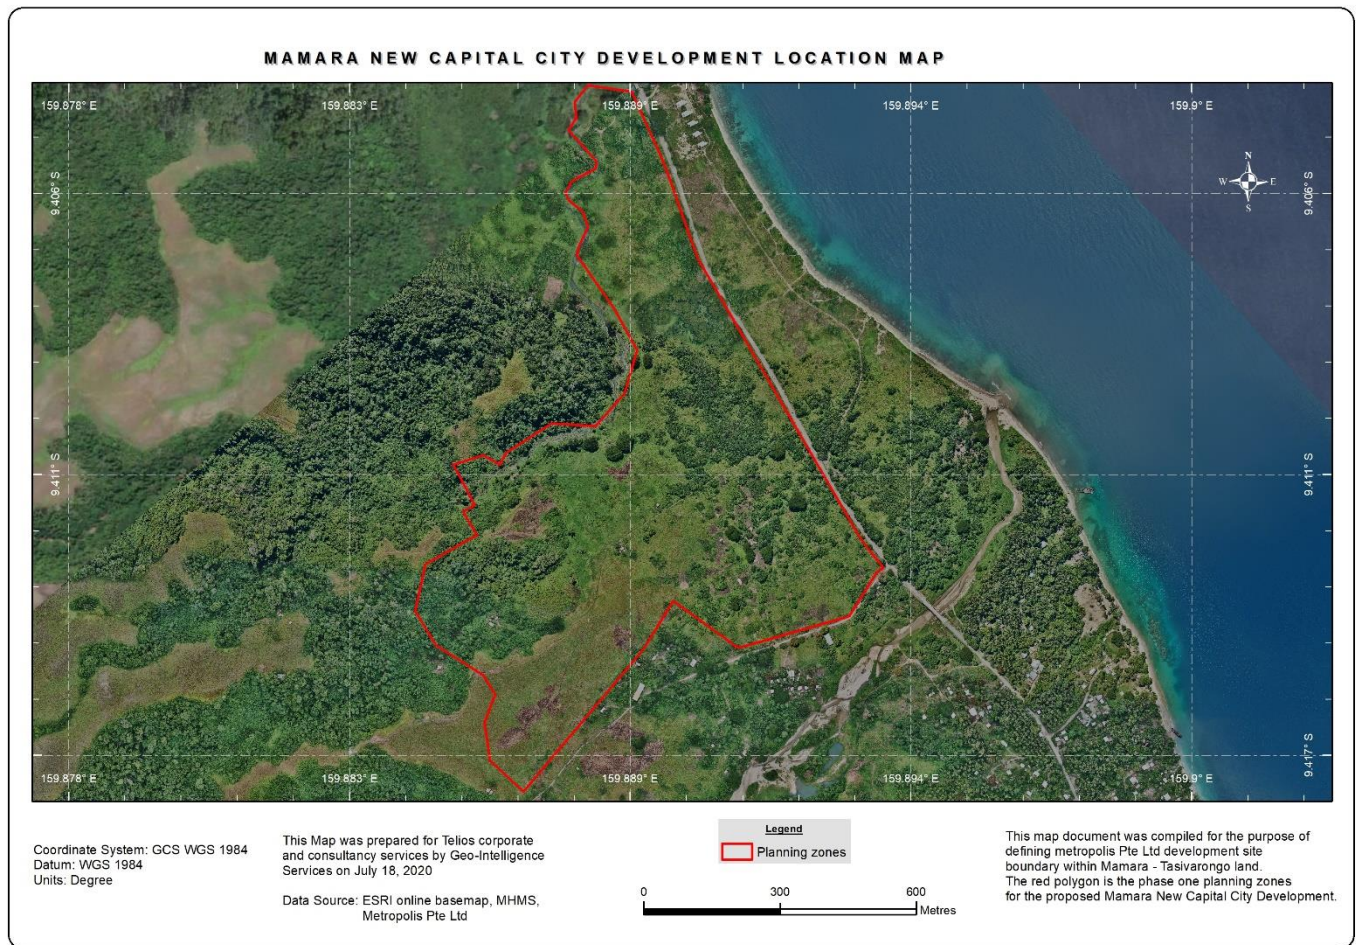 MAMARA NEW CAPITAL CITY DEVELOPMENT LOCATION MAP
159.878° E
159.883° E
159.889° E
159.894° E
159.9° E
N
W
E
S
9.406° S
9.406° S
9.411° S
9.411° S
9.417° S
159.878° E
159.883° E
159.889° E
159.894° E
159.9° E
Coordinate System: GCS WGS 1984
Datum: WGS 1984
Units: Degree
This Map was prepared for Telios corporate
and consultancy services by Geo-Intelligence
Services on July 18, 2020
Data Source: ESRI online basemap, MHMS,
Metropolis Pte Ltd
Legend
Planning zones
0 300 600
Metres
This map document was compiled for the purpose of
defining metropolis Pte Ltd development site
boundary within Mamara - Tasivarongo land.
The red polygon is the phase one planning zones
for the proposed Mamara New Capital City Development.